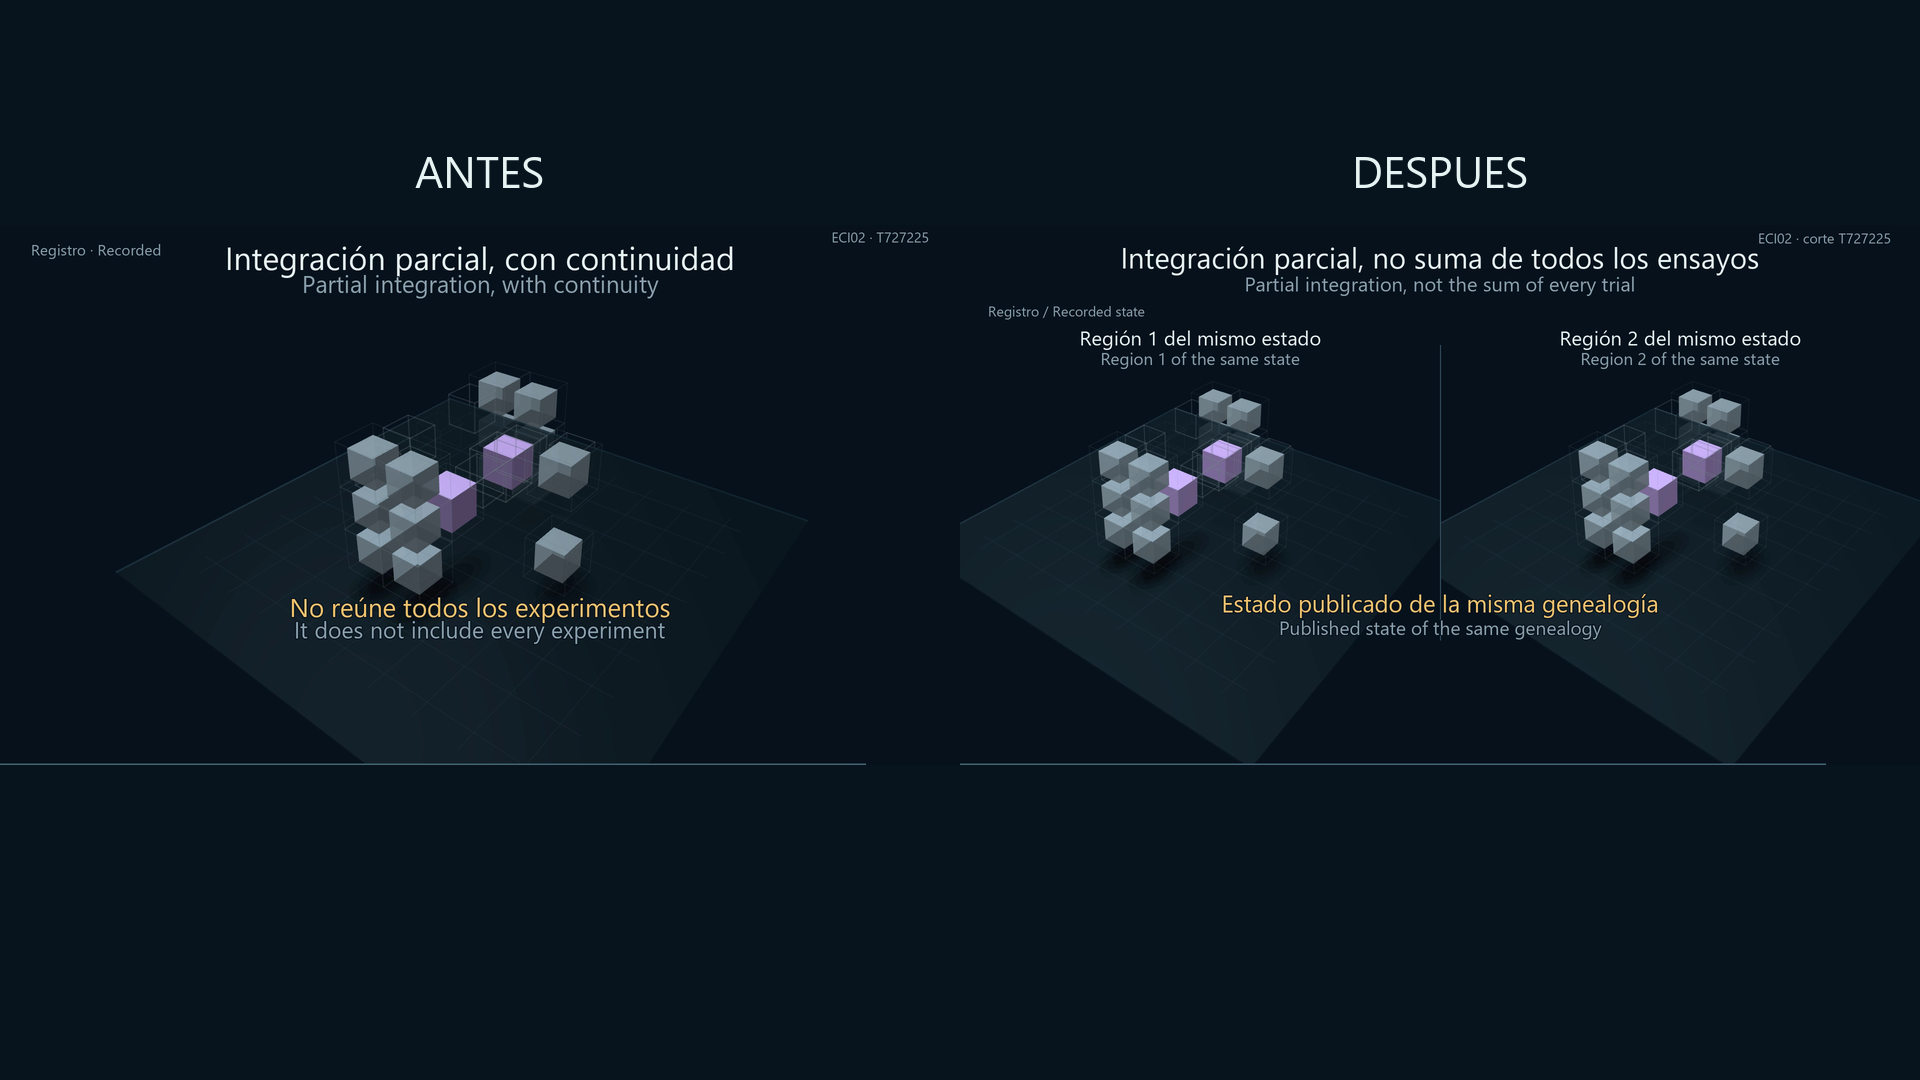 ANTES
Registro · Recorded
ECI02 · T727225
Integración parcial, con continuidad
Partial integration, with continuity
No reúne todos los experimentos
It does not include every experiment
DESPUES
ECI02 · corte T727225
Integración parcial, no suma de todos los ensayos
Partial integration, not the sum of every trial
Registro / Recorded state
Región 1 del mismo estado
Region 1 of the same state
Región 2 del mismo estado
Region 2 of the same state
Estado publicado de la misma genealogía
Published state of the same genealogy